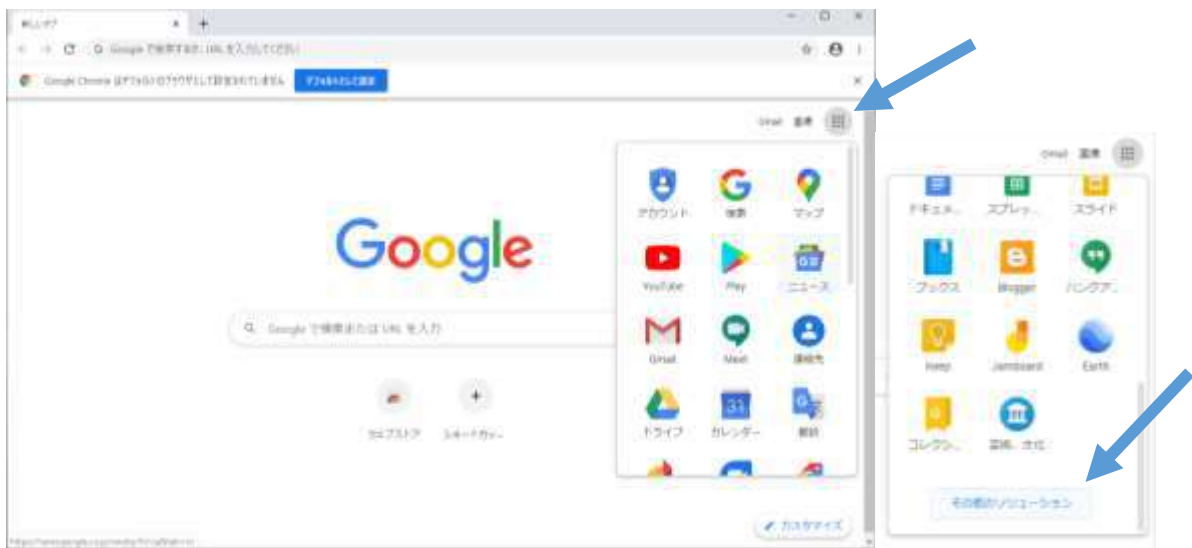 新しいタブ
Google で検索するか、URL を入力してください
Google Chrome はデフォルトのブラウザとして設定されていません デフォルトとして設定
Gmail 画像
Google
Google で検索または URL を入力
ウェブストア
アカウント 検索 マップ
YouTube Play ニュース
Gmail Meet 連絡先
31
ドライブ カレンダー 翻訳
カスタマイズ
Gmail 画像
ドキュメ... スプレッ... スライド
ブックス Blogger ハングア...
Keep Jamboard Earth
コレクシ... 芸術、文化
その他のソリューション